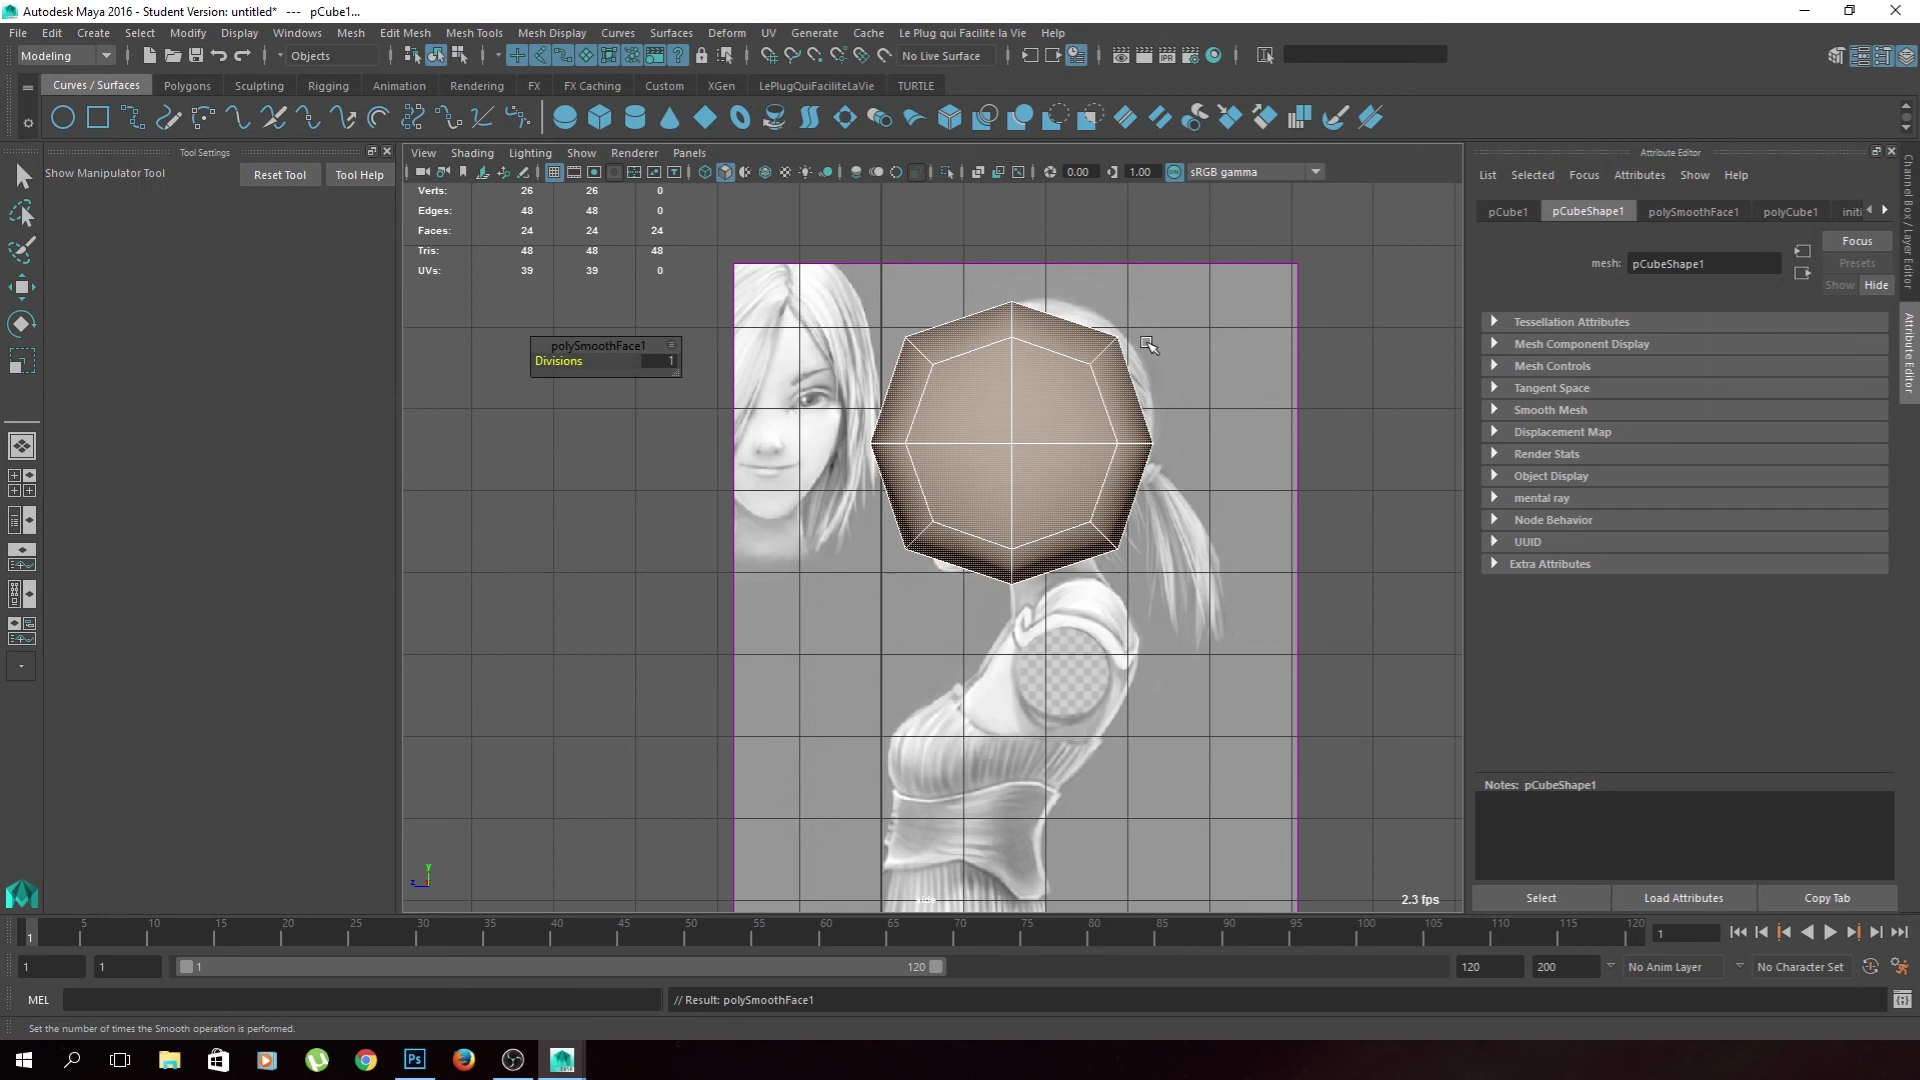 Autodesk Maya 2016 - Student Version: untitled* --- pCube1...
File Edit Create Select Modify Display Windows Mesh Edit Mesh Mesh Tools Mesh Display Curves Surfaces Deform UV Generate Cache Le Plug qui Facilite la Vie Help
Modeling Objects No Live Surface
Curves / Surfaces Polygons Sculpting Rigging Animation Rendering FX FX Caching Custom XGen LePlugQuiFaciliteLaVie TURTLE
Tool Settings
Show Manipulator Tool Reset Tool Tool Help
View Shading Lighting Show Renderer Panels
0.00 1.00 sRGB gamma
Verts: 26 26 0
Edges: 48 48 0
Faces: 24 24 24
Tris: 48 48 48
UVs: 39 39 0
polySmoothFace1
Divisions 1
y
z
side
2.3 fps
Attribute Editor
List Selected Focus Attributes Show Help
pCube1 pCubeShape1 polySmoothFace1 polyCube1 initi
Focus
mesh: pCubeShape1
Presets
Show Hide
Tessellation Attributes
Mesh Component Display
Mesh Controls
Tangent Space
Smooth Mesh
Displacement Map
Render Stats
Object Display
mental ray
Node Behavior
UUID
Extra Attributes
Notes: pCubeShape1
Select Load Attributes Copy Tab
Channel Box / Layer Editor
Attribute Editor
1 5 10 15 20 25 30 35 40 45 50 55 60 65 70 75 80 85 90 95 100 105 110 115 120 1
1 1 1 120 120 200 No Anim Layer No Character Set
MEL // Result: polySmoothFace1
Set the number of times the Smooth operation is performed.
Ps